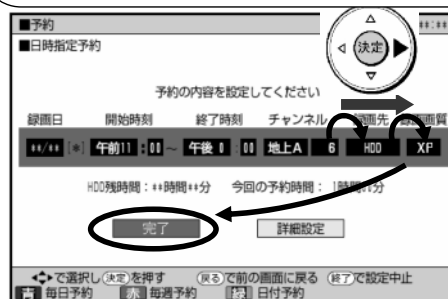 ■予約
**:**
■日時指定予約
決定
予約の内容を設定してください
録画日 開始時刻 終了時刻 チャンネル 録画先 録画画質
**/** [*] 午前11:00 ~ 午後 0:00 地上A 6 HDD XP
HDD残時間:**時間**分 今回の予約時間: 1時間**分
完了 詳細設定
で選択し 決定 を押す 戻る で前の画面に戻る 終了 で設定中止
青 毎日予約 赤 毎週予約 緑 日付予約